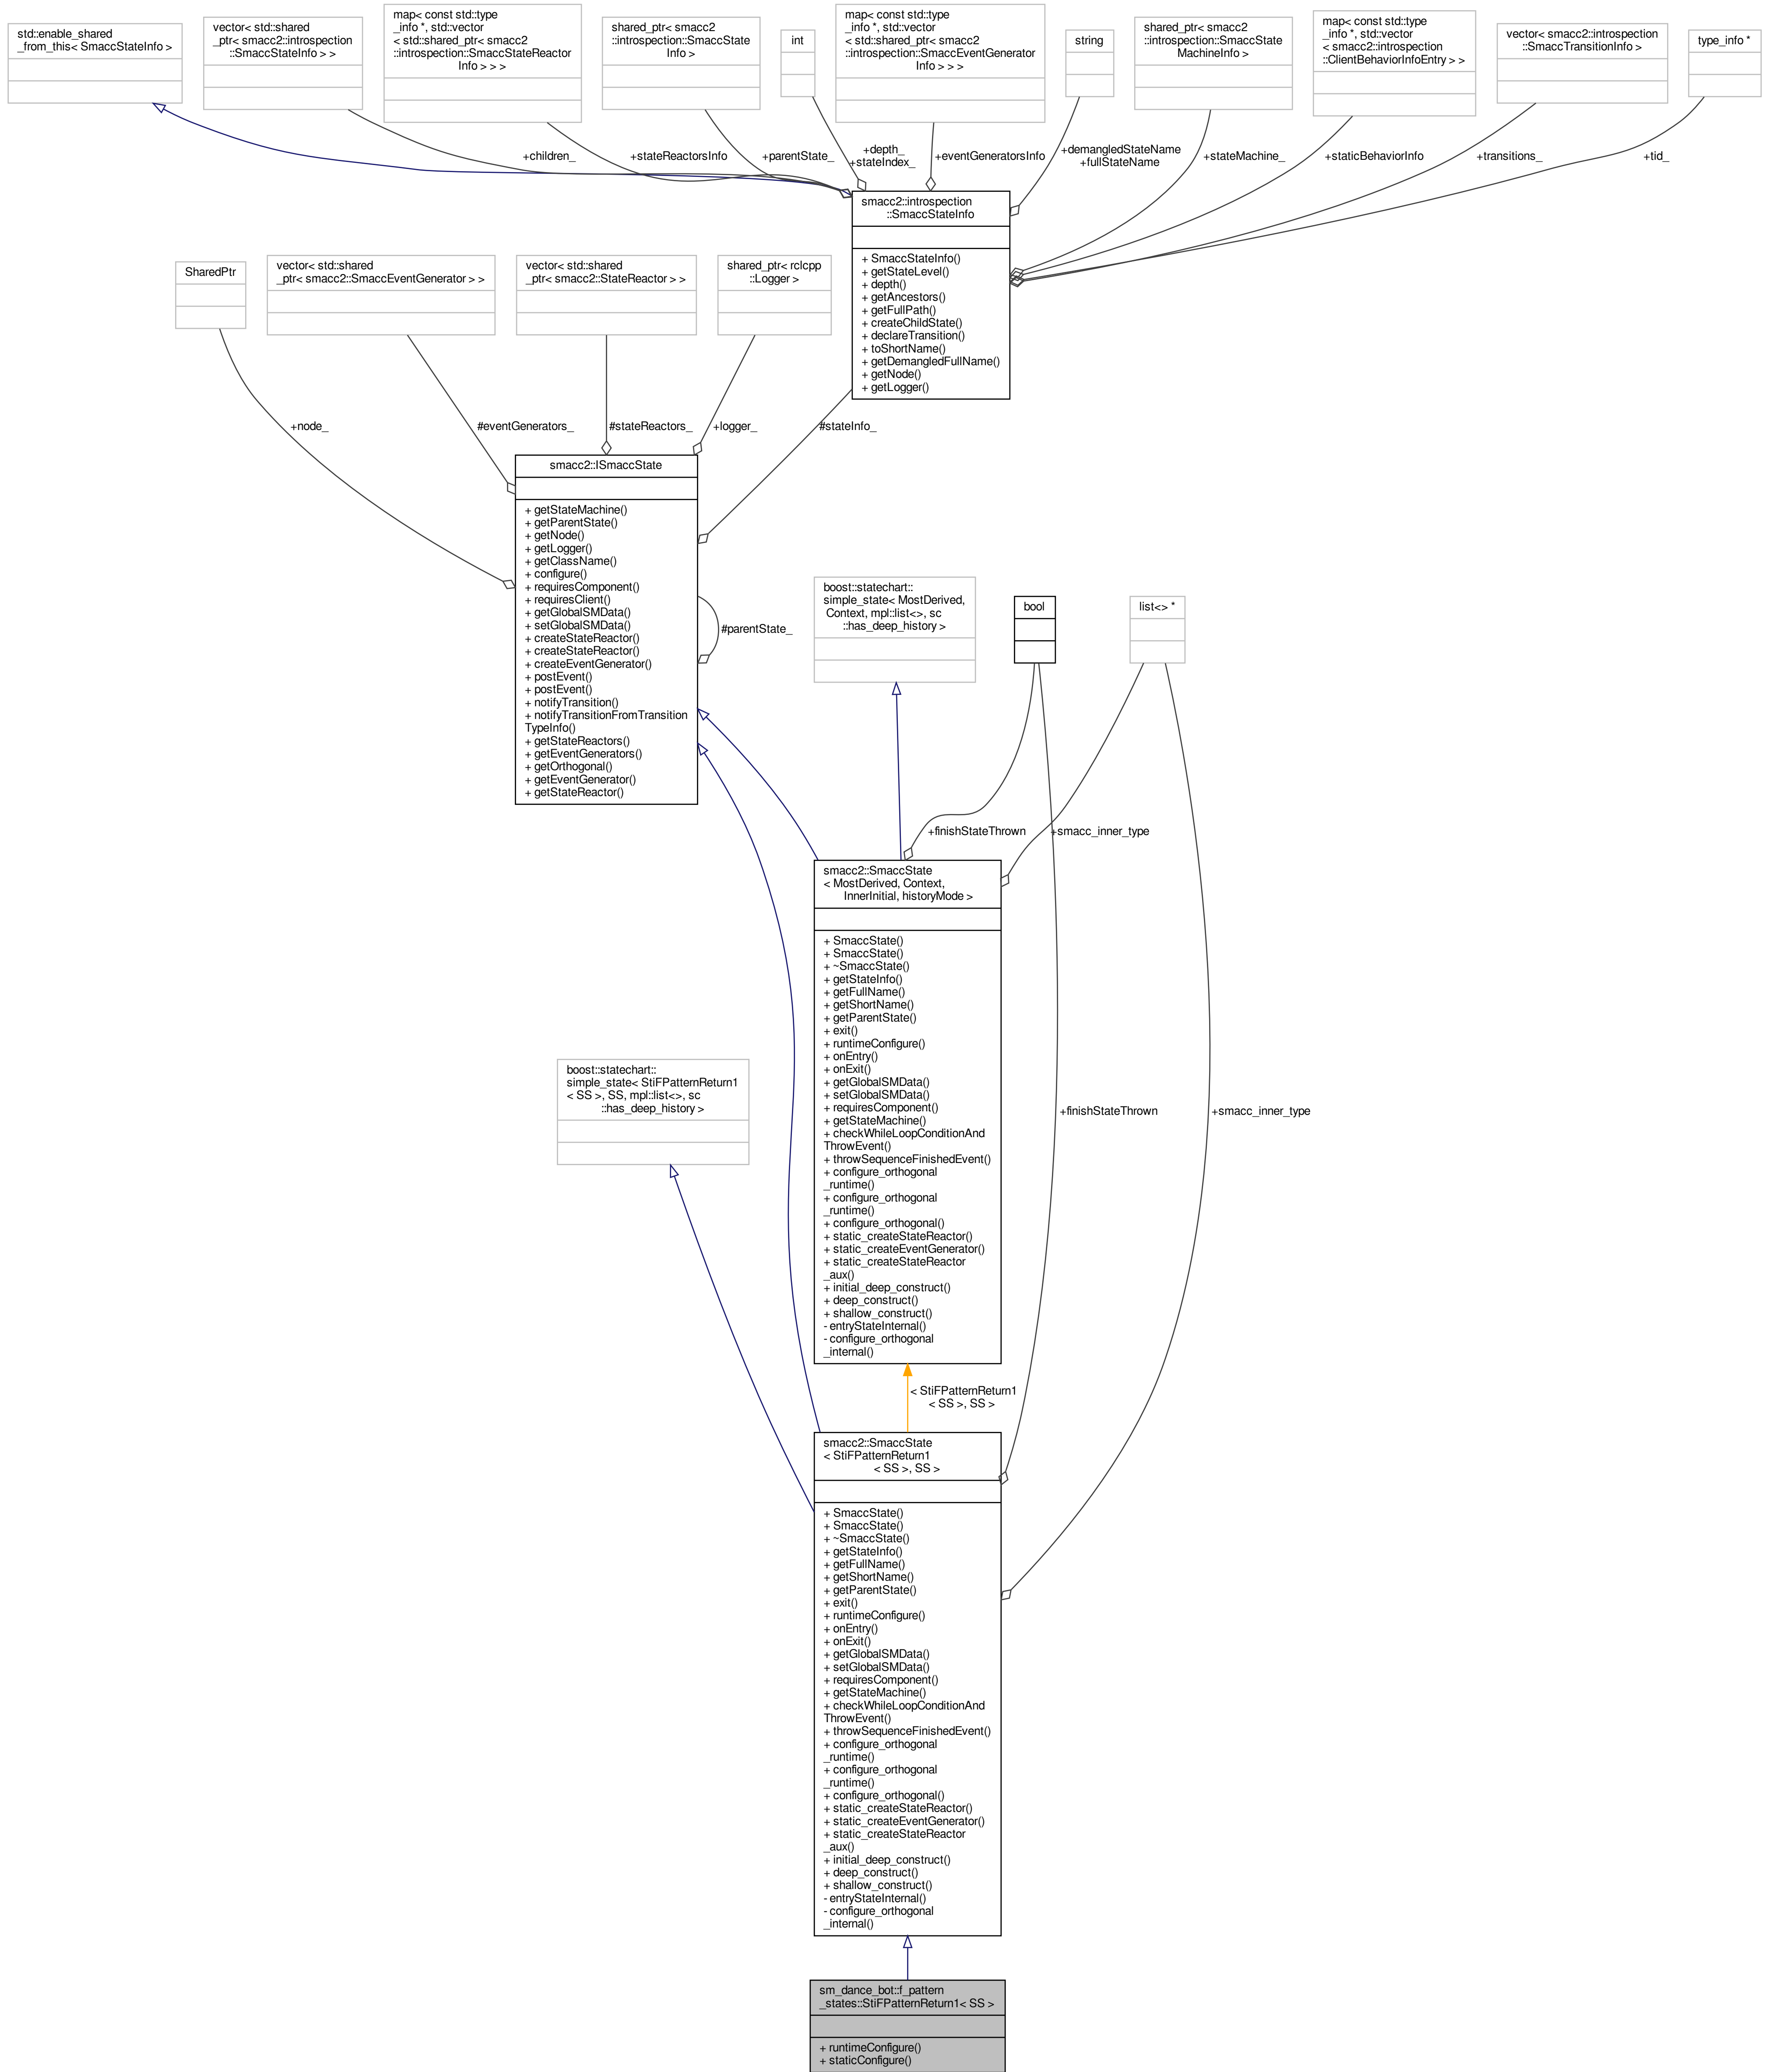 std::enable_shared
_from_this< SmaccStateInfo >
vector< std::shared
_ptr< smacc2::introspection
::SmaccStateInfo > >
map< const std::type
_info *, std::vector
< std::shared_ptr< smacc2
::introspection::SmaccStateReactor
Info > > >
shared_ptr< smacc2
::introspection::SmaccState
Info >
int
map< const std::type
_info *, std::vector
< std::shared_ptr< smacc2
::introspection::SmaccEventGenerator
Info > > >
string
shared_ptr< smacc2
::introspection::SmaccState
MachineInfo >
map< const std::type
_info *, std::vector
< smacc2::introspection
::ClientBehaviorInfoEntry > >
vector< smacc2::introspection
::SmaccTransitionInfo >
type_info *
+children_
+stateReactorsInfo
+parentState_
+depth_
+stateIndex_
+eventGeneratorsInfo
+demangledStateName
+fullStateName
+stateMachine_
+staticBehaviorInfo
+transitions_
+tid_
smacc2::introspection
::SmaccStateInfo
+ SmaccStateInfo()
+ getStateLevel()
+ depth()
+ getAncestors()
+ getFullPath()
+ createChildState()
+ declareTransition()
+ toShortName()
+ getDemangledFullName()
+ getNode()
+ getLogger()
SharedPtr
vector< std::shared
_ptr< smacc2::SmaccEventGenerator > >
vector< std::shared
_ptr< smacc2::StateReactor > >
shared_ptr< rclcpp
::Logger >
+node_
#eventGenerators_
#stateReactors_
+logger_
#stateInfo_
smacc2::ISmaccState
+ getStateMachine()
+ getParentState()
+ getNode()
+ getLogger()
+ getClassName()
+ configure()
+ requiresComponent()
+ requiresClient()
+ getGlobalSMData()
+ setGlobalSMData()
+ createStateReactor()
+ createStateReactor()
+ createEventGenerator()
+ postEvent()
+ postEvent()
+ notifyTransition()
+ notifyTransitionFromTransition
TypeInfo()
+ getStateReactors()
+ getEventGenerators()
+ getOrthogonal()
+ getEventGenerator()
+ getStateReactor()
#parentState_
boost::statechart::
simple_state< MostDerived,
Context, mpl::list<>, sc
::has_deep_history >
bool
list<> *
+finishStateThrown
+smacc_inner_type
smacc2::SmaccState
< MostDerived, Context,
InnerInitial, historyMode >
+ SmaccState()
+ SmaccState()
+ ~SmaccState()
+ getStateInfo()
+ getFullName()
+ getShortName()
+ getParentState()
+ exit()
+ runtimeConfigure()
+ onEntry()
+ onExit()
+ getGlobalSMData()
+ setGlobalSMData()
+ requiresComponent()
+ getStateMachine()
+ checkWhileLoopConditionAnd
ThrowEvent()
+ throwSequenceFinishedEvent()
+ configure_orthogonal
_runtime()
+ configure_orthogonal
_runtime()
+ configure_orthogonal()
+ static_createStateReactor()
+ static_createEventGenerator()
+ static_createStateReactor
_aux()
+ initial_deep_construct()
+ deep_construct()
+ shallow_construct()
- entryStateInternal()
- configure_orthogonal
_internal()
boost::statechart::
simple_state< StiFPatternReturn1
< SS >, SS, mpl::list<>, sc
::has_deep_history >
+finishStateThrown
+smacc_inner_type
< StiFPatternReturn1
< SS >, SS >
smacc2::SmaccState
< StiFPatternReturn1
< SS >, SS >
+ SmaccState()
+ SmaccState()
+ ~SmaccState()
+ getStateInfo()
+ getFullName()
+ getShortName()
+ getParentState()
+ exit()
+ runtimeConfigure()
+ onEntry()
+ onExit()
+ getGlobalSMData()
+ setGlobalSMData()
+ requiresComponent()
+ getStateMachine()
+ checkWhileLoopConditionAnd
ThrowEvent()
+ throwSequenceFinishedEvent()
+ configure_orthogonal
_runtime()
+ configure_orthogonal
_runtime()
+ configure_orthogonal()
+ static_createStateReactor()
+ static_createEventGenerator()
+ static_createStateReactor
_aux()
+ initial_deep_construct()
+ deep_construct()
+ shallow_construct()
- entryStateInternal()
- configure_orthogonal
_internal()
sm_dance_bot::f_pattern
_states::StiFPatternReturn1< SS >
+ runtimeConfigure()
+ staticConfigure()